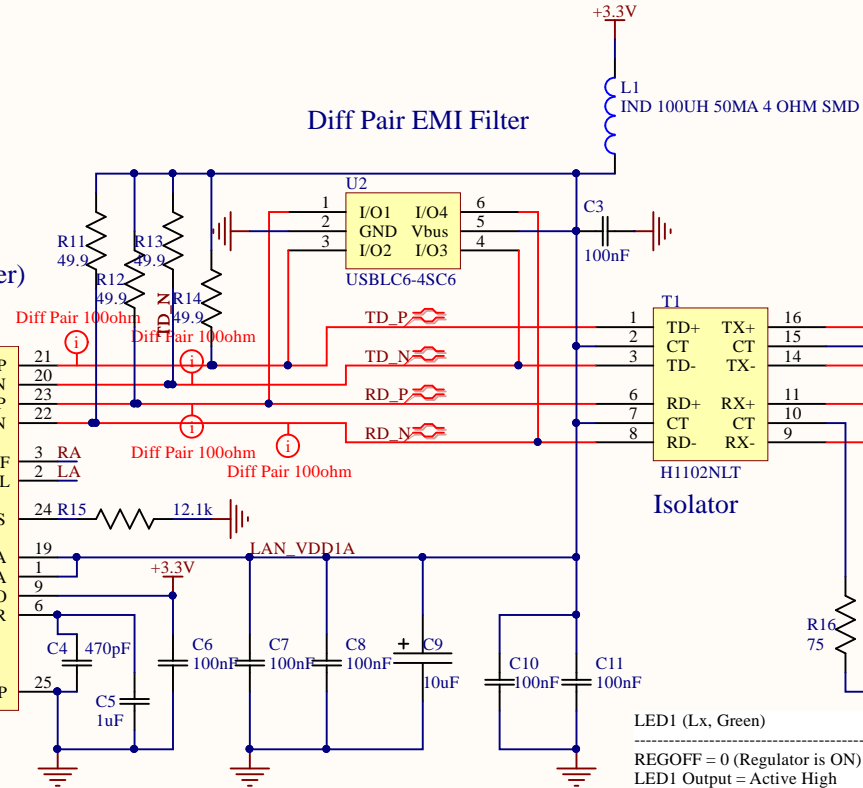 +3.3V
L1
IND 100UH 50MA 4 OHM SMD
Diff Pair EMI Filter
U2
1 I/O1 I/O4 6
2 GND Vbus 5
3 I/O2 I/O3 4
USBLC6-4SC6
C3
100nF
R11
49.9
R13
49.9
R12
49.9
R14
49.9
TD_N
er)
Diff Pair 100ohm
Diff Pair 100ohm
TD_P
TD_N
RD_P
RD_N
T1
1 TD+ TX+ 16
2 CT CT 15
3 TD- TX- 14
6 RD+ RX+ 11
7 CT CT 10
8 RD- RX- 9
H1102NLT
Isolator
P 21
N 20
P 23
N 22
Diff Pair 100ohm
Diff Pair 100ohm
F 3 RA
L 2 LA
S 24 R15 12.1k
A 19
A 1
O 9
R 6
P 25
LAN_VDD1A
+3.3V
C4 470pF
C5
1uF
C6
100nF
C7
100nF
C8
100nF
+ C9
10uF
C10
100nF
C11
100nF
R16
75
LED1 (Lx, Green)
------------------------------------
REGOFF = 0 (Regulator is ON)
LED1 Output = Active High